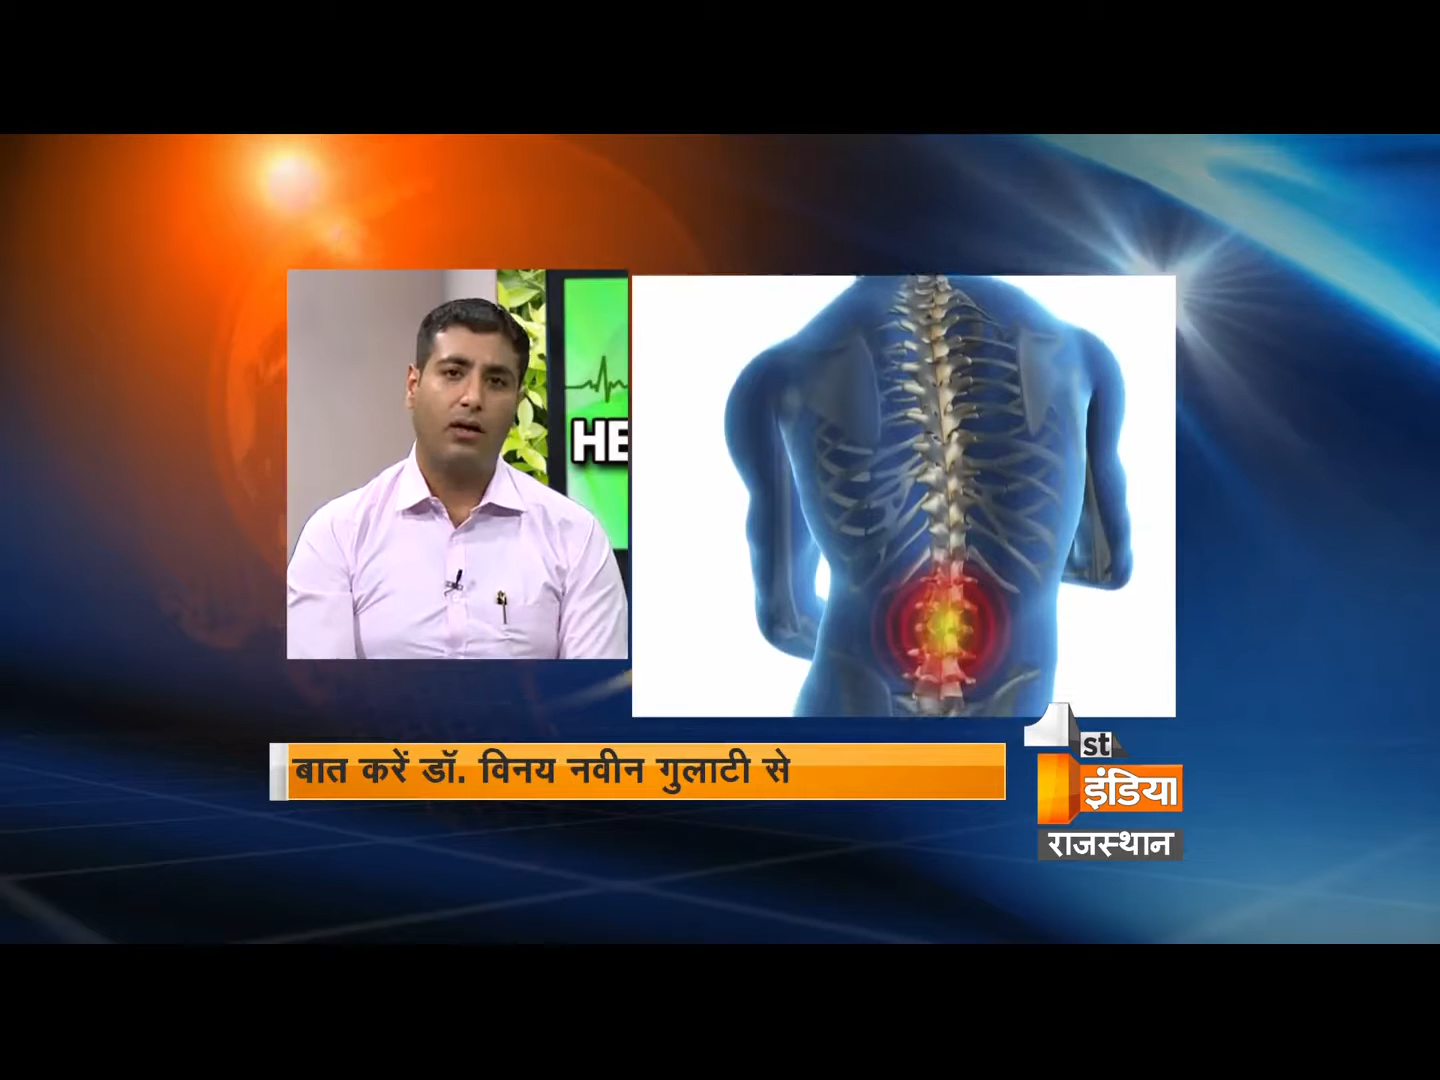 HE
बात करें डॉ. विनय नवीन गुलाटी से
1st
इंडिया
राजस्थान